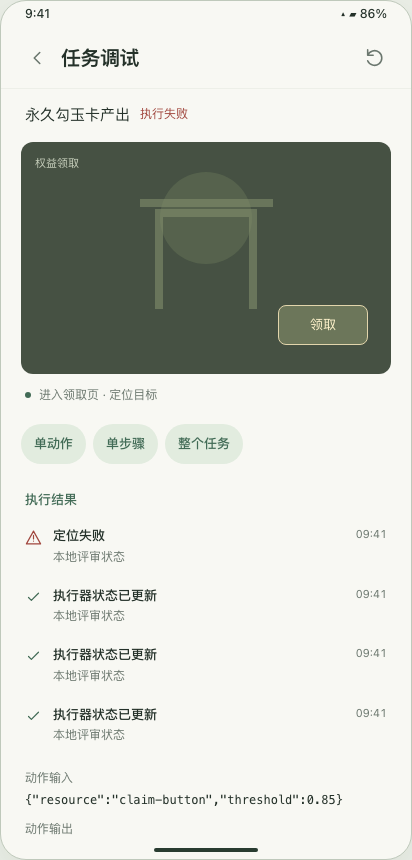 9:41
86%
任务调试
永久勾玉卡产出 执行失败
权益领取
领取
进入领取页 · 定位目标
单动作 单步骤 整个任务
执行结果
定位失败 09:41
本地评审状态
执行器状态已更新 09:41
本地评审状态
执行器状态已更新 09:41
本地评审状态
执行器状态已更新 09:41
本地评审状态
动作输入
{"resource":"claim-button","threshold":0.85}
动作输出